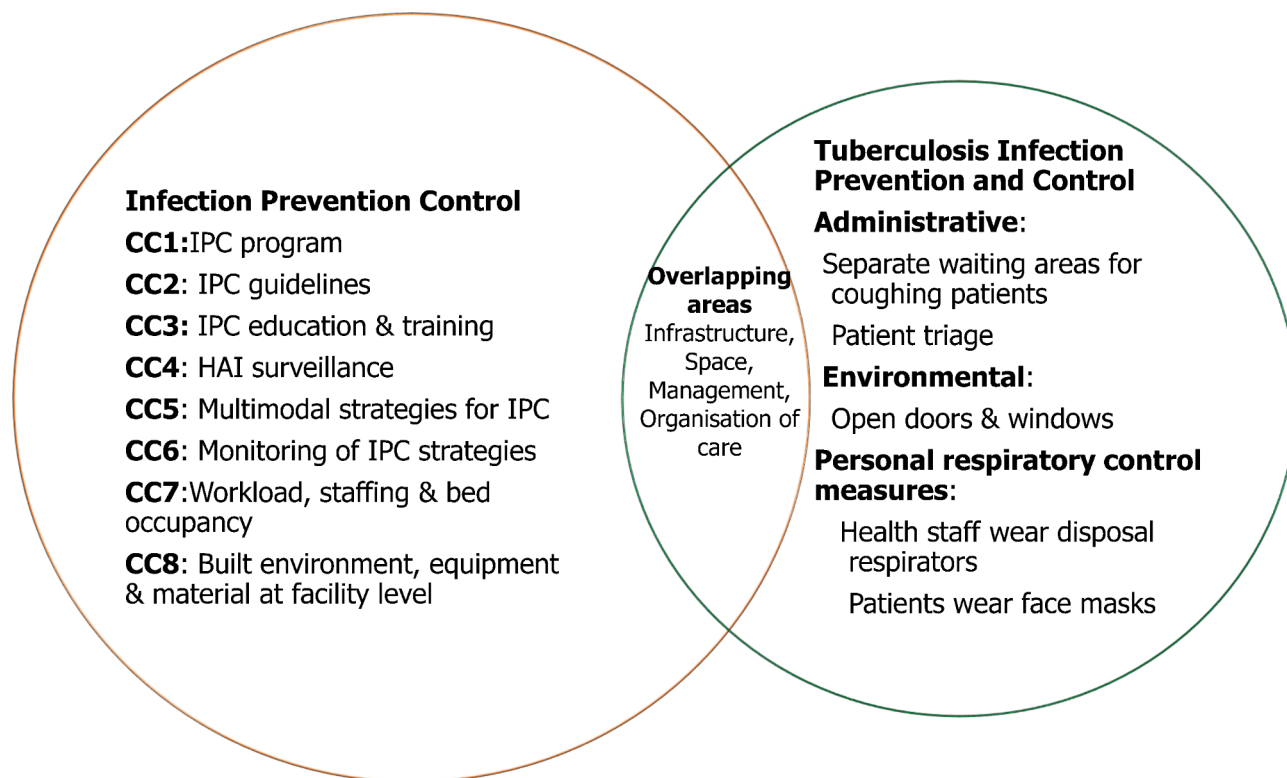 Infection Prevention Control
CC1:IPC program
CC2: IPC guidelines
CC3: IPC education & training
CC4: HAI surveillance
CC5: Multimodal strategies for IPC
CC6: Monitoring of IPC strategies
CC7:Workload, staffing & bed
occupancy
CC8: Built environment, equipment
& material at facility level
Overlapping
areas
Infrastructure,
Space,
Management,
Organisation of
care
Tuberculosis Infection
Prevention and Control
Administrative:
Separate waiting areas for
coughing patients
Patient triage
Environmental:
Open doors & windows
Personal respiratory control
measures:
Health staff wear disposal
respirators
Patients wear face masks